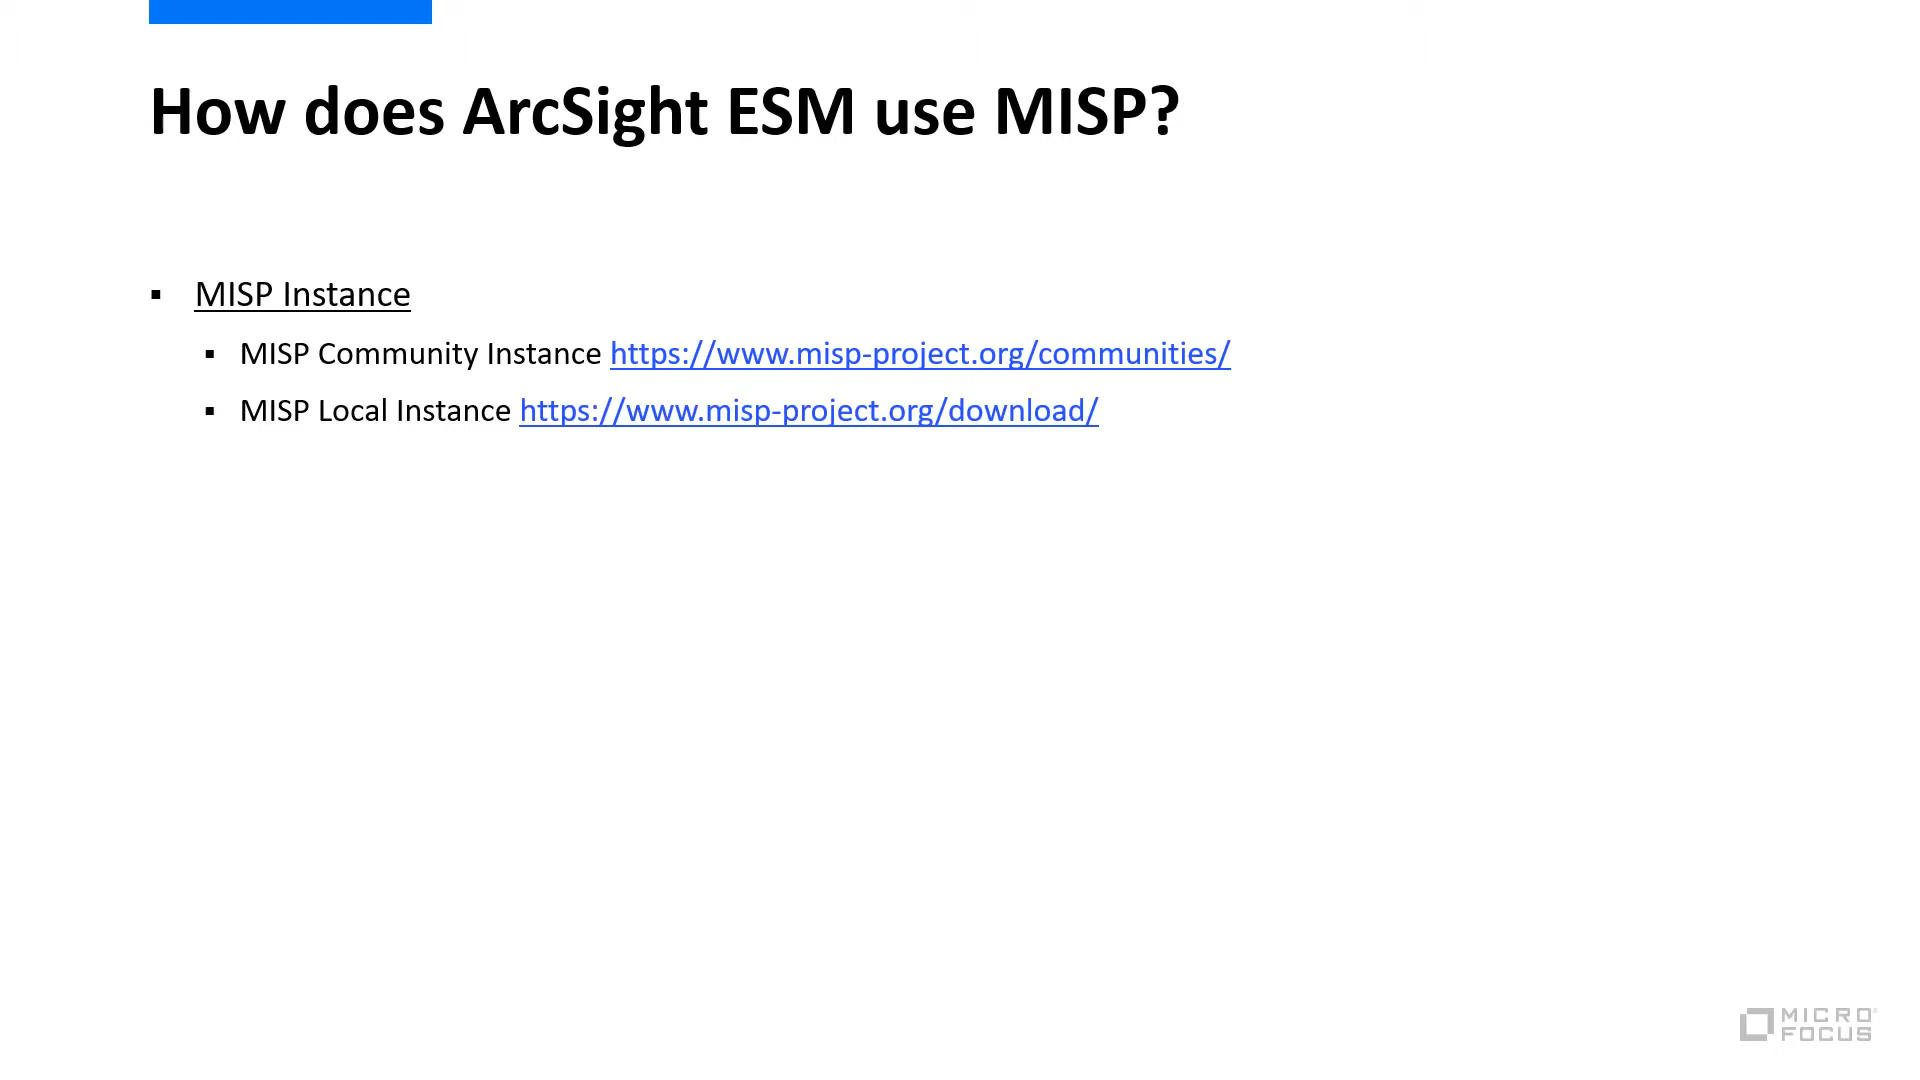 How does ArcSight ESM use MISP?
▪ MISP Instance
▪ MISP Community Instance https://www.misp-project.org/communities/
▪ MISP Local Instance https://www.misp-project.org/download/
MICRO
FOCUS